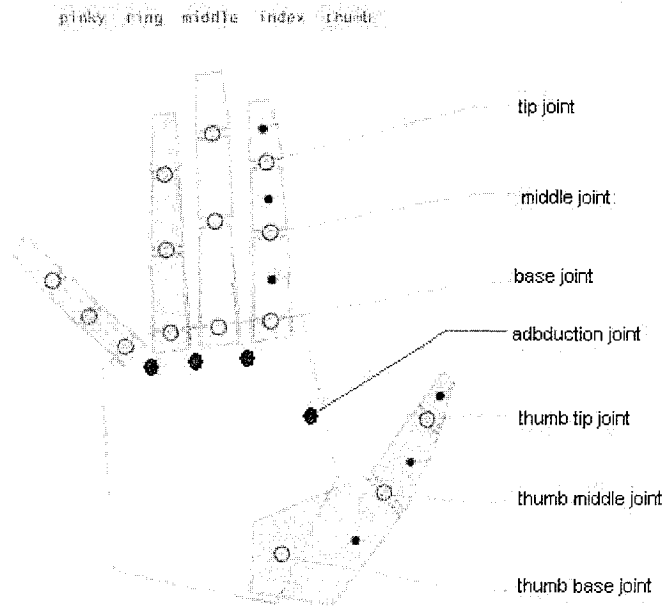 pinky ring middle index thumb
tip joint
middle joint
base joint
adbduction joint
thumb tip joint
thumb middle joint
thumb base joint